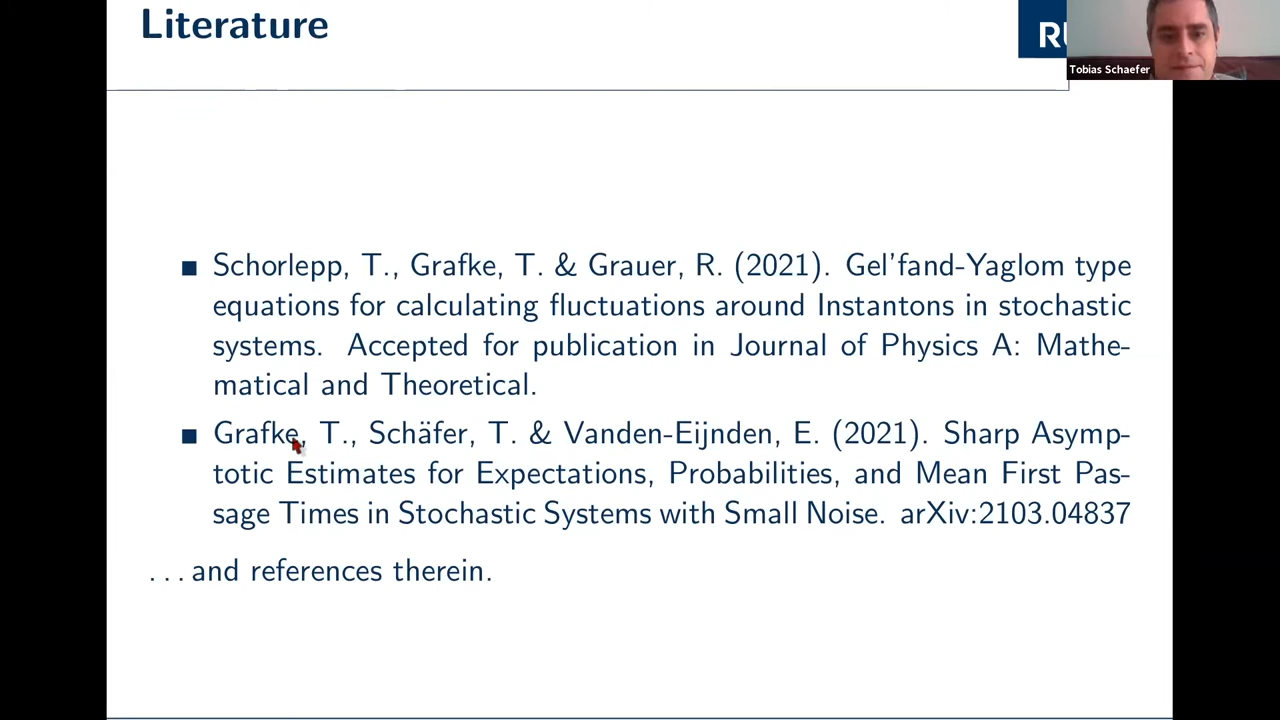 Literature
RU
Tobias Schaefer
■ Schorlepp, T., Grafke, T. & Grauer, R. (2021). Gel'fand-Yaglom type
equations for calculating fluctuations around Instantons in stochastic
systems. Accepted for publication in Journal of Physics A: Mathe-
matical and Theoretical.
■ Grafke, T., Schäfer, T. & Vanden-Eijnden, E. (2021). Sharp Asymp-
totic Estimates for Expectations, Probabilities, and Mean First Pas-
sage Times in Stochastic Systems with Small Noise. arXiv:2103.04837
...and references therein.